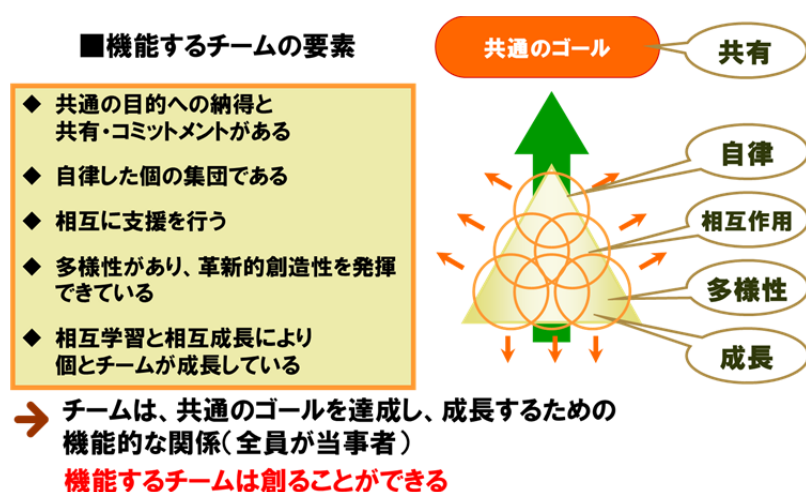 ■機能するチームの要素
◆ 共通の目的への納得と
共有・コミットメントがある
◆ 自律した個の集団である
◆ 相互に支援を行う
◆ 多様性があり、革新的創造性を発揮
できている
◆ 相互学習と相互成長により
個とチームが成長している
共通のゴール
共有
自律
相互作用
多様性
成長
チームは、共通のゴールを達成し、成長するための
機能的な関係（全員が当事者）
機能するチームは創ることができる